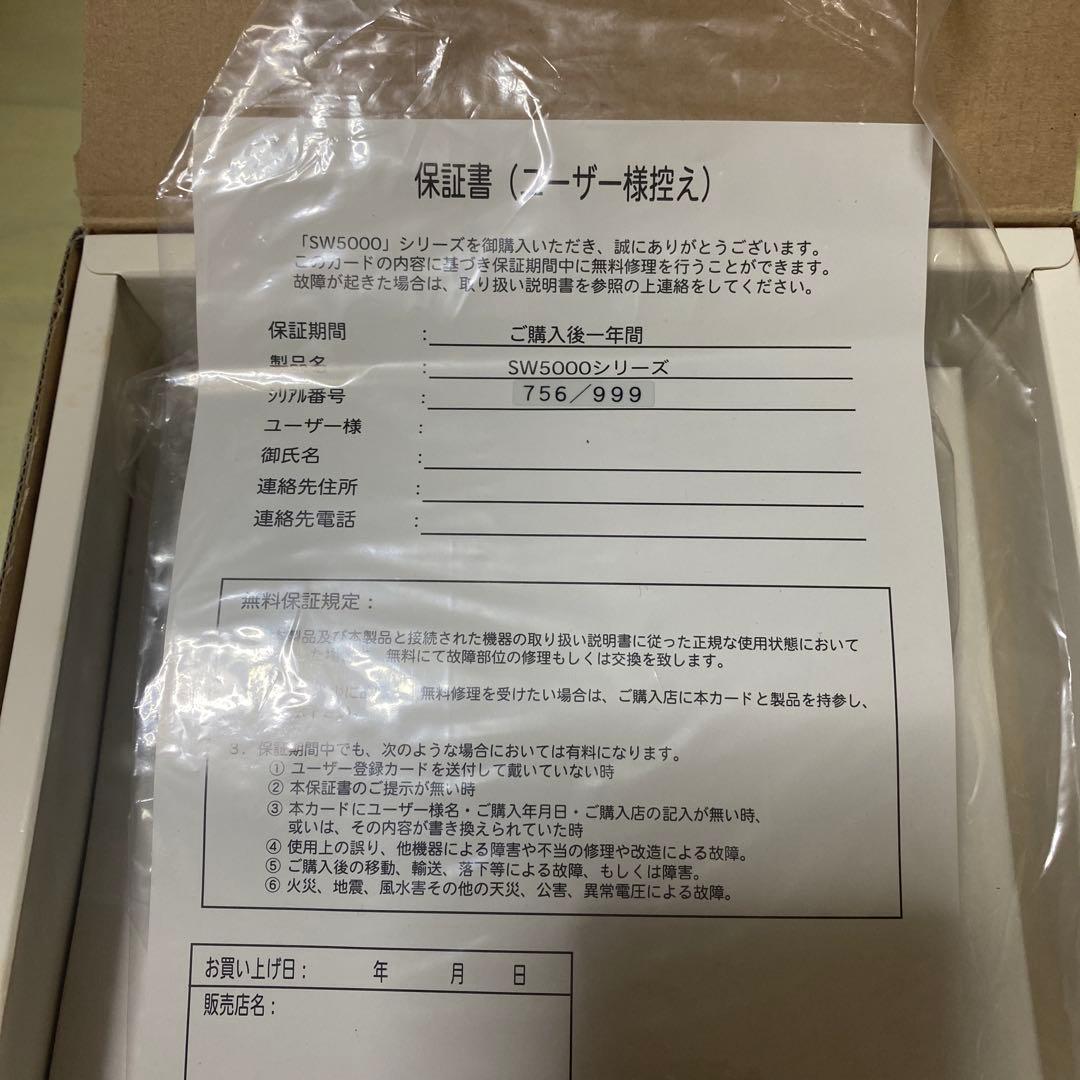 保証書（ユーザー様控え）
「SW5000」シリーズを御購入いただき、誠にありがとうございます。
このカードの内容に基づき保証期間中に無料修理を行うことができます。
故障が起きた場合は、取り扱い説明書を参照の上連絡をしてください。
保証期間 : ご購入後一年間
製品名 : SW5000シリーズ
ｼﾘｱﾙ番号 : 756／999
ユーザー様 :
御氏名 :
連絡先住所 :
連絡先電話 :
無料保証規定：
製品及び本製品と接続された機器の取り扱い説明書に従った正規な使用状態において
無料にて故障部位の修理もしくは交換を致します。
無料修理を受けたい場合は、ご購入店に本カードと製品を持参し、
3．保証期間中でも、次のような場合においては有料になります。
① ユーザー登録カードを送付して戴いていない時
② 本保証書のご提示が無い時
③ 本カードにユーザー様名・ご購入年月日・ご購入店の記入が無い時、
或いは、その内容が書き換えられていた時
④ 使用上の誤り、他機器による障害や不当の修理や改造による故障。
⑤ ご購入後の移動、輸送、落下等による故障、もしくは障害。
⑥ 火災、地震、風水害その他の天災、公害、異常電圧による故障。
お買い上げ日： 年 月 日
販売店名：